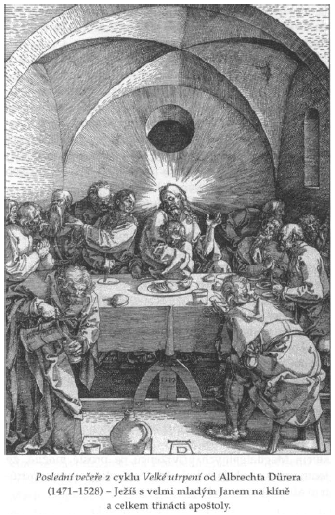 Poslední večeře z cyklu Velké utrpení od Albrechta Dürera
(1471–1528) – Ježíš s velmi mladým Janem na klíně
a celkem třinácti apoštoly.